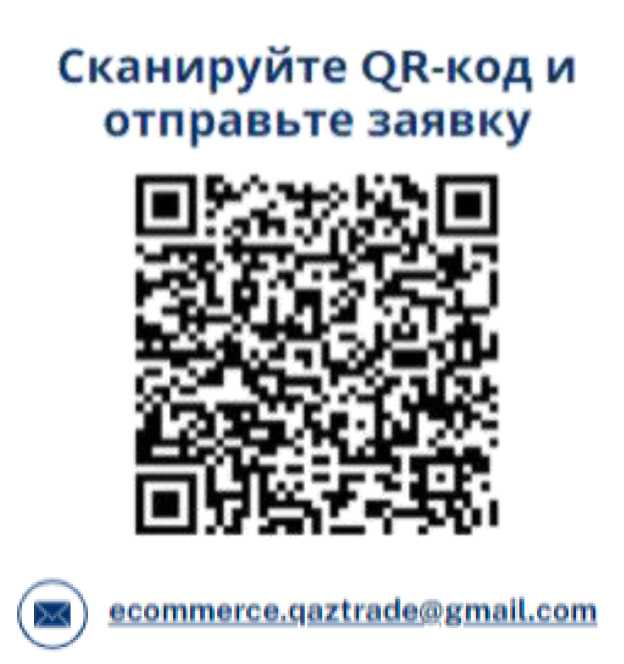 Сканируйте QR-код и
отправьте заявку
ecommerce.qaztrade@gmail.com